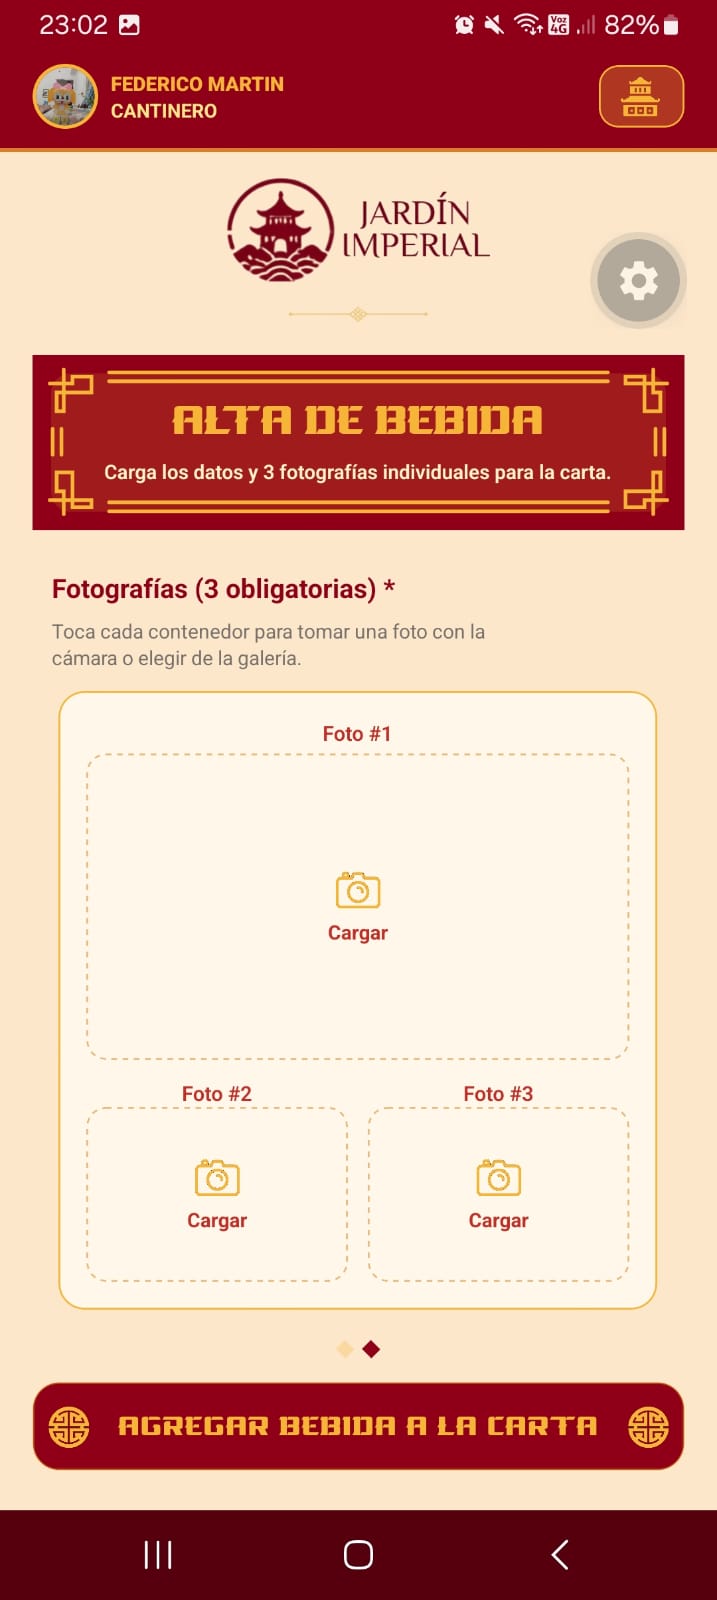 23:02
Voz 4G
82%
FEDERICO MARTIN
CANTINERO
JARDÍN
IMPERIAL
ALTA DE BEBIDA
Carga los datos y 3 fotografías individuales para la carta.
Fotografías (3 obligatorias) *
Toca cada contenedor para tomar una foto con la
cámara o elegir de la galería.
Foto #1
Cargar
Foto #2
Foto #3
Cargar
Cargar
AGREGAR BEBIDA A LA CARTA